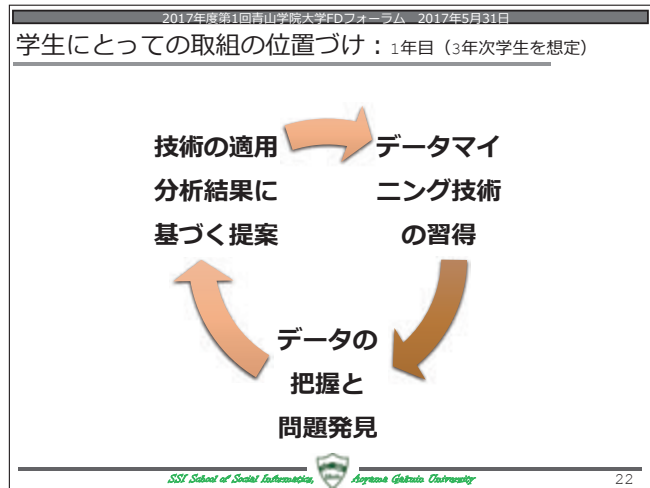 2017年度第1回青山学院大学FDフォーラム　2017年5月31日
学生にとっての取組の位置づけ：1年目（3年次学生を想定）
技術の適用
分析結果に
基づく提案
データマイ
ニング技術
の習得
データの
把握と
問題発見
SSI School of Social Informatics, Aoyama Gakuin University
22